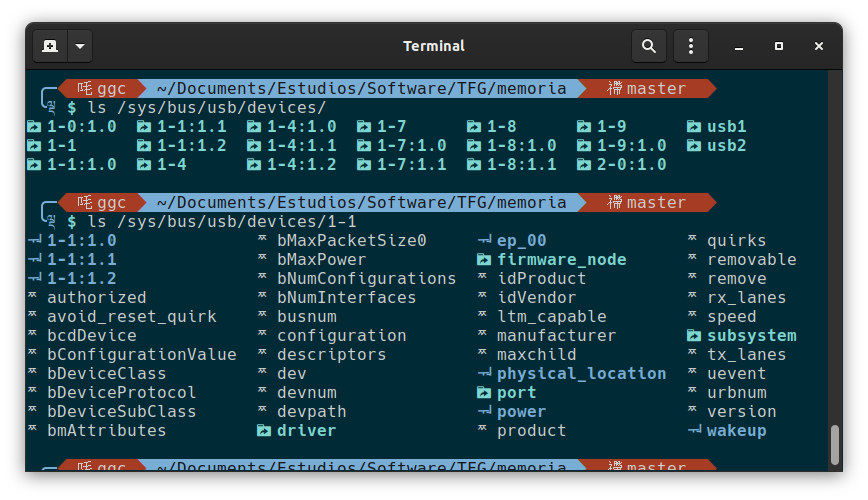 Terminal
ggc ~/Documents/Estudios/Software/TFG/memoria master
$ ls /sys/bus/usb/devices/
1-0:1.0 1-1:1.1 1-4:1.0 1-7 1-8 1-9 usb1
1-1 1-1:1.2 1-4:1.1 1-7:1.0 1-8:1.0 1-9:1.0 usb2
1-1:1.0 1-4 1-4:1.2 1-7:1.1 1-8:1.1 2-0:1.0
ggc ~/Documents/Estudios/Software/TFG/memoria master
$ ls /sys/bus/usb/devices/1-1
1-1:1.0 bMaxPacketSize0 ep_00 quirks
1-1:1.1 bMaxPower firmware_node removable
1-1:1.2 bNumConfigurations idProduct remove
authorized bNumInterfaces idVendor rx_lanes
avoid_reset_quirk busnum ltm_capable speed
bcdDevice configuration manufacturer subsystem
bConfigurationValue descriptors maxchild tx_lanes
bDeviceClass dev physical_location uevent
bDeviceProtocol devnum port urbnum
bDeviceSubClass devpath power version
bmAttributes driver product wakeup
ggc ~/Documents/Estudios/Software/TFG/memoria master